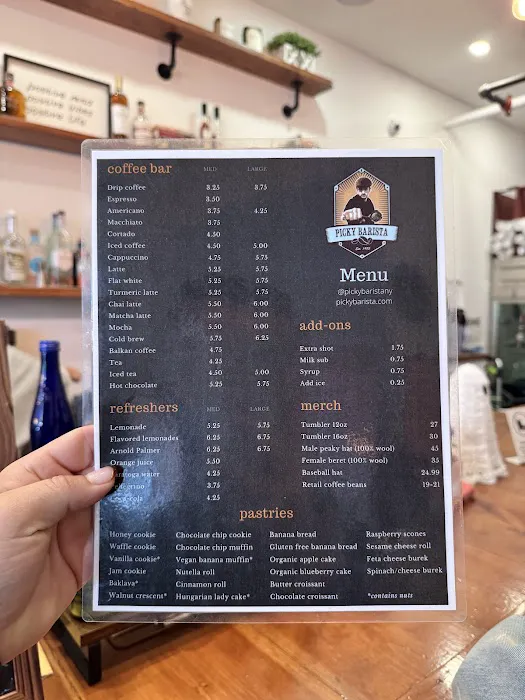 coffee bar MED LARGE
Drip coffee 3.25 3.75
Espresso 3.50
Americano 3.75 4.25
Macchiato 3.75
Cortado 4.50
Iced coffee 4.50 5.00
Cappuccino 4.75 5.75
Latte 5.25 5.75
Flat white 5.25 5.75
Turmeric latte 5.25 5.75
Chai latte 5.50 6.00
Matcha latte 5.50 6.00
Mocha 5.50 6.00
Cold brew 5.75 6.25
Balkan coffee 4.75
Tea 4.25
Iced tea 4.50 5.00
Hot chocolate 5.25 5.75
refreshers MED LARGE
Lemonade 5.25 5.75
Flavored lemonades 6.25 6.75
Arnold Palmer 6.25 6.75
Orange juice 5.50
water 4.25
3.75
4.25
PICKY BARISTA
Menu
@pickybaristany
pickybarista.com
add-ons
Extra shot 1.75
Milk sub 0.75
Syrup 0.75
Add ice 0.25
merch
Tumbler 12oz 27
Tumbler 16oz 30
Male peaky hat (100% wool) 45
Female beret (100% wool) 35
Baseball hat 24.99
Retail coffee beans 19-21
pastries
Honey cookie
Waffle cookie
Vanilla cookie*
Jam cookie
Baklava*
Walnut crescent*
Chocolate chip cookie
Chocolate chip muffin
Vegan banana muffin*
Nutella roll
Cinnamon roll
Hungarian lady cake*
Banana bread
Gluten free banana bread
Organic apple cake
Organic blueberry cake
Butter croissant
Chocolate croissant
Raspberry scones
Sesame cheese roll
Feta cheese burek
Spinach/cheese burek
*contains nuts